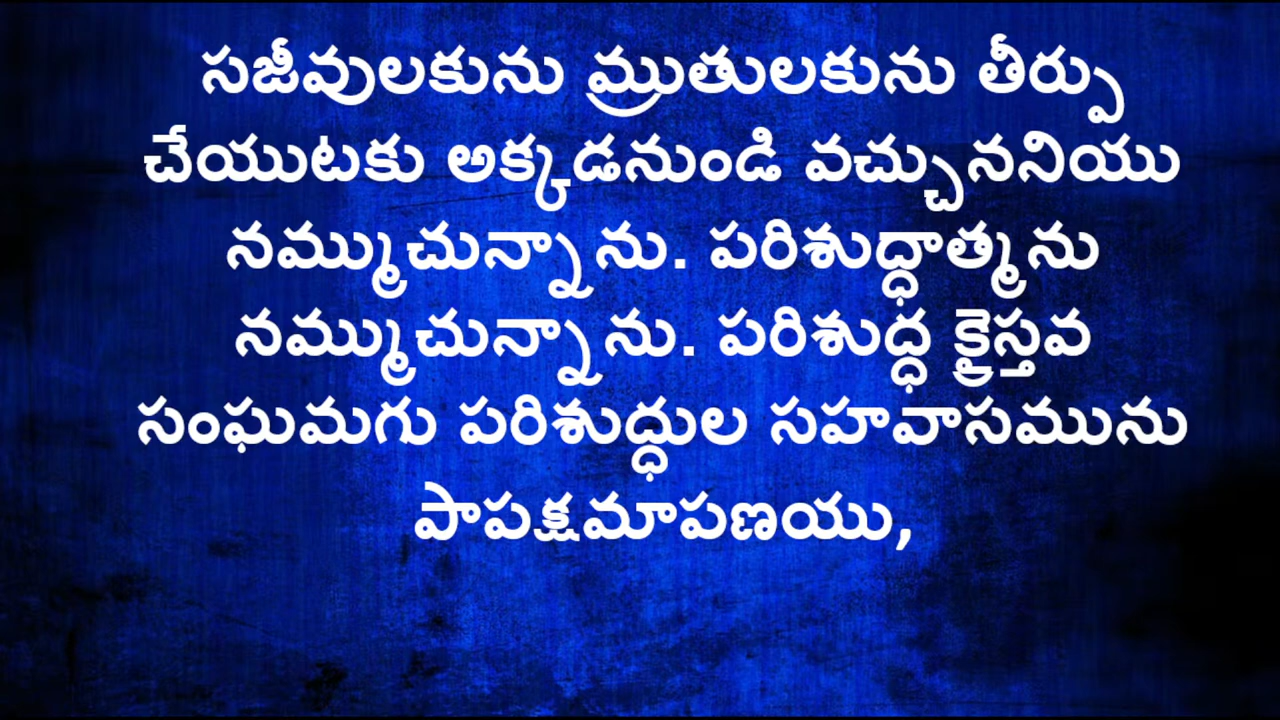 సజీవులకును మ్రుతులకును తీర్పు
చేయుటకు అక్కడనుండి వచ్చుననియు
నమ్ముచున్నాను. పరిశుద్ధాత్మను
నమ్ముచున్నాను. పరిశుద్ధ క్రైస్తవ
సంఘమగు పరిశుద్ధుల సహవాసమును
పాపక్షమాపణయు,